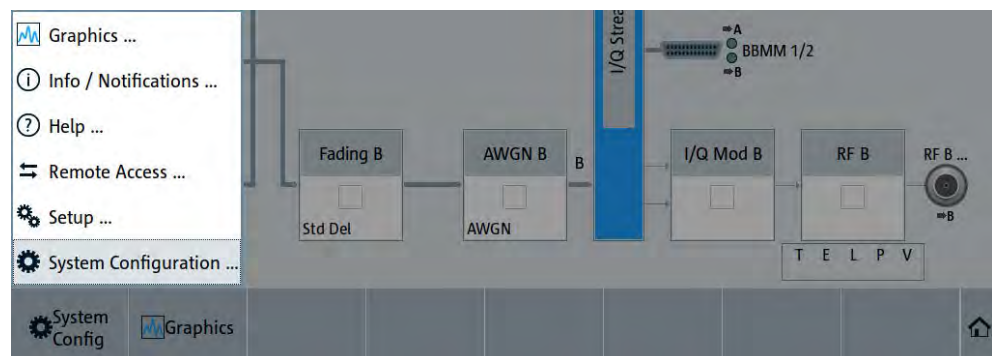 Graphics ...
Info / Notifications ...
Help ...
Remote Access ...
Setup ...
System Configuration ...
I/Q Strea
A
BBMM 1/2
B
Fading B
Std Del
AWGN B
AWGN
B
I/Q Mod B
RF B
RF B ...
B
T E L P V
System
Config
Graphics